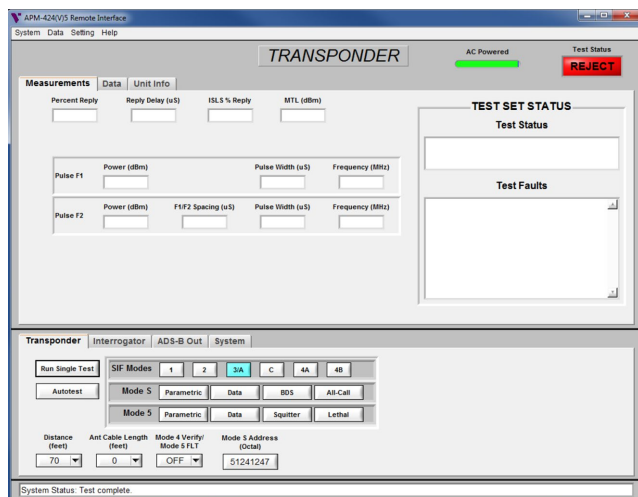 APM-424(V)5 Remote Interface
System Data Setting Help
TRANSPONDER
AC Powered
Test Status
REJECT
Measurements Data Unit Info
Percent Reply Reply Delay (uS) ISLS % Reply MTL (dBm)
TEST SET STATUS
Test Status
Power (dBm) Pulse Width (uS) Frequency (MHz)
Pulse F1
Test Faults
Power (dBm) F1/F2 Spacing (uS) Pulse Width (uS) Frequency (MHz)
Pulse F2
Transponder Interrogator ADS-B Out System
Run Single Test SIF Modes 1 2 3/A C 4A 4B
Autotest Mode S Parametric Data BDS All-Call
Mode 5 Parametric Data Squitter Lethal
Distance (feet) Ant Cable Length (feet) Mode 4 Verify/ Mode 5 FLT Mode S Address (Octal)
70 0 OFF 51241247
System Status: Test complete.